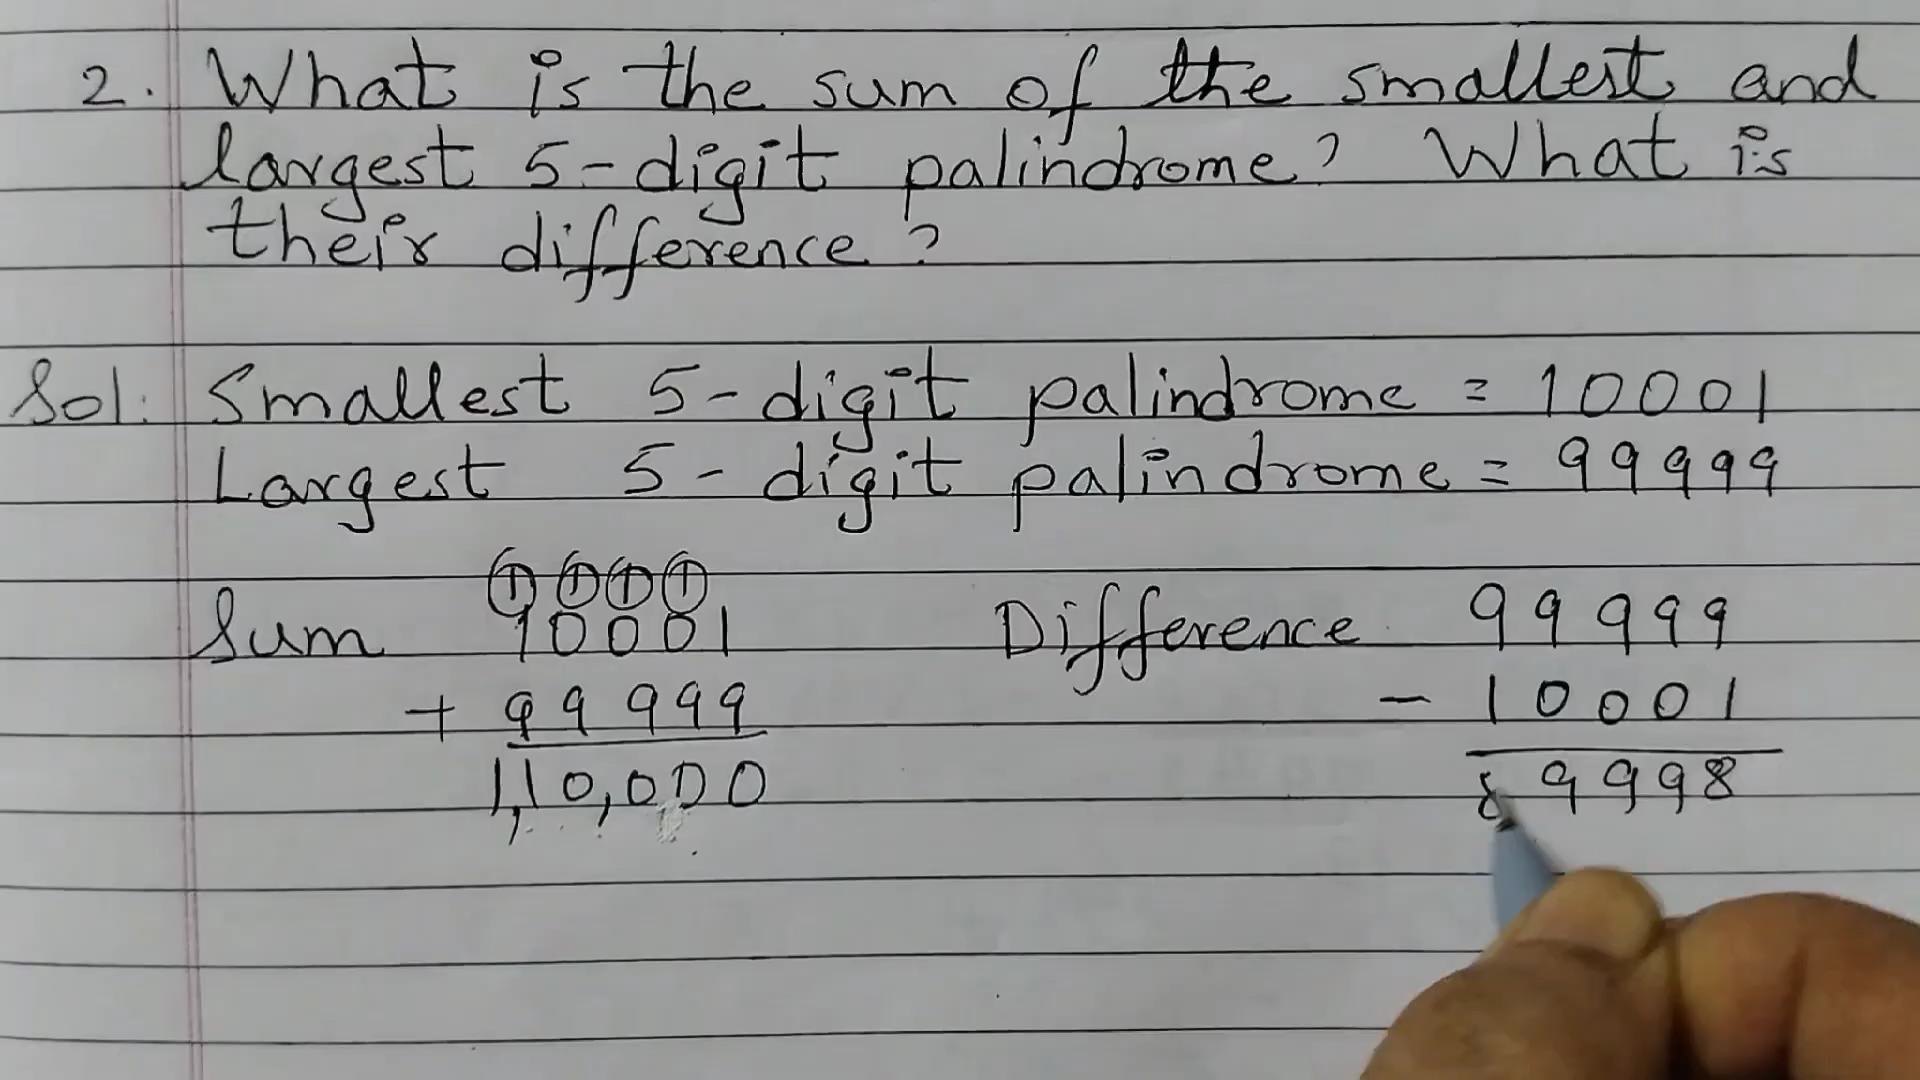 2. What is the sum of the smallest and
largest 5-digit palindrome? What is
their difference?
Sol: Smallest 5-digit palindrome = 10001
Largest 5-digit palindrome = 99999
1 1 1 1
Sum 10001
+ 99999
1,10,000
Difference 99999
- 10001
89998